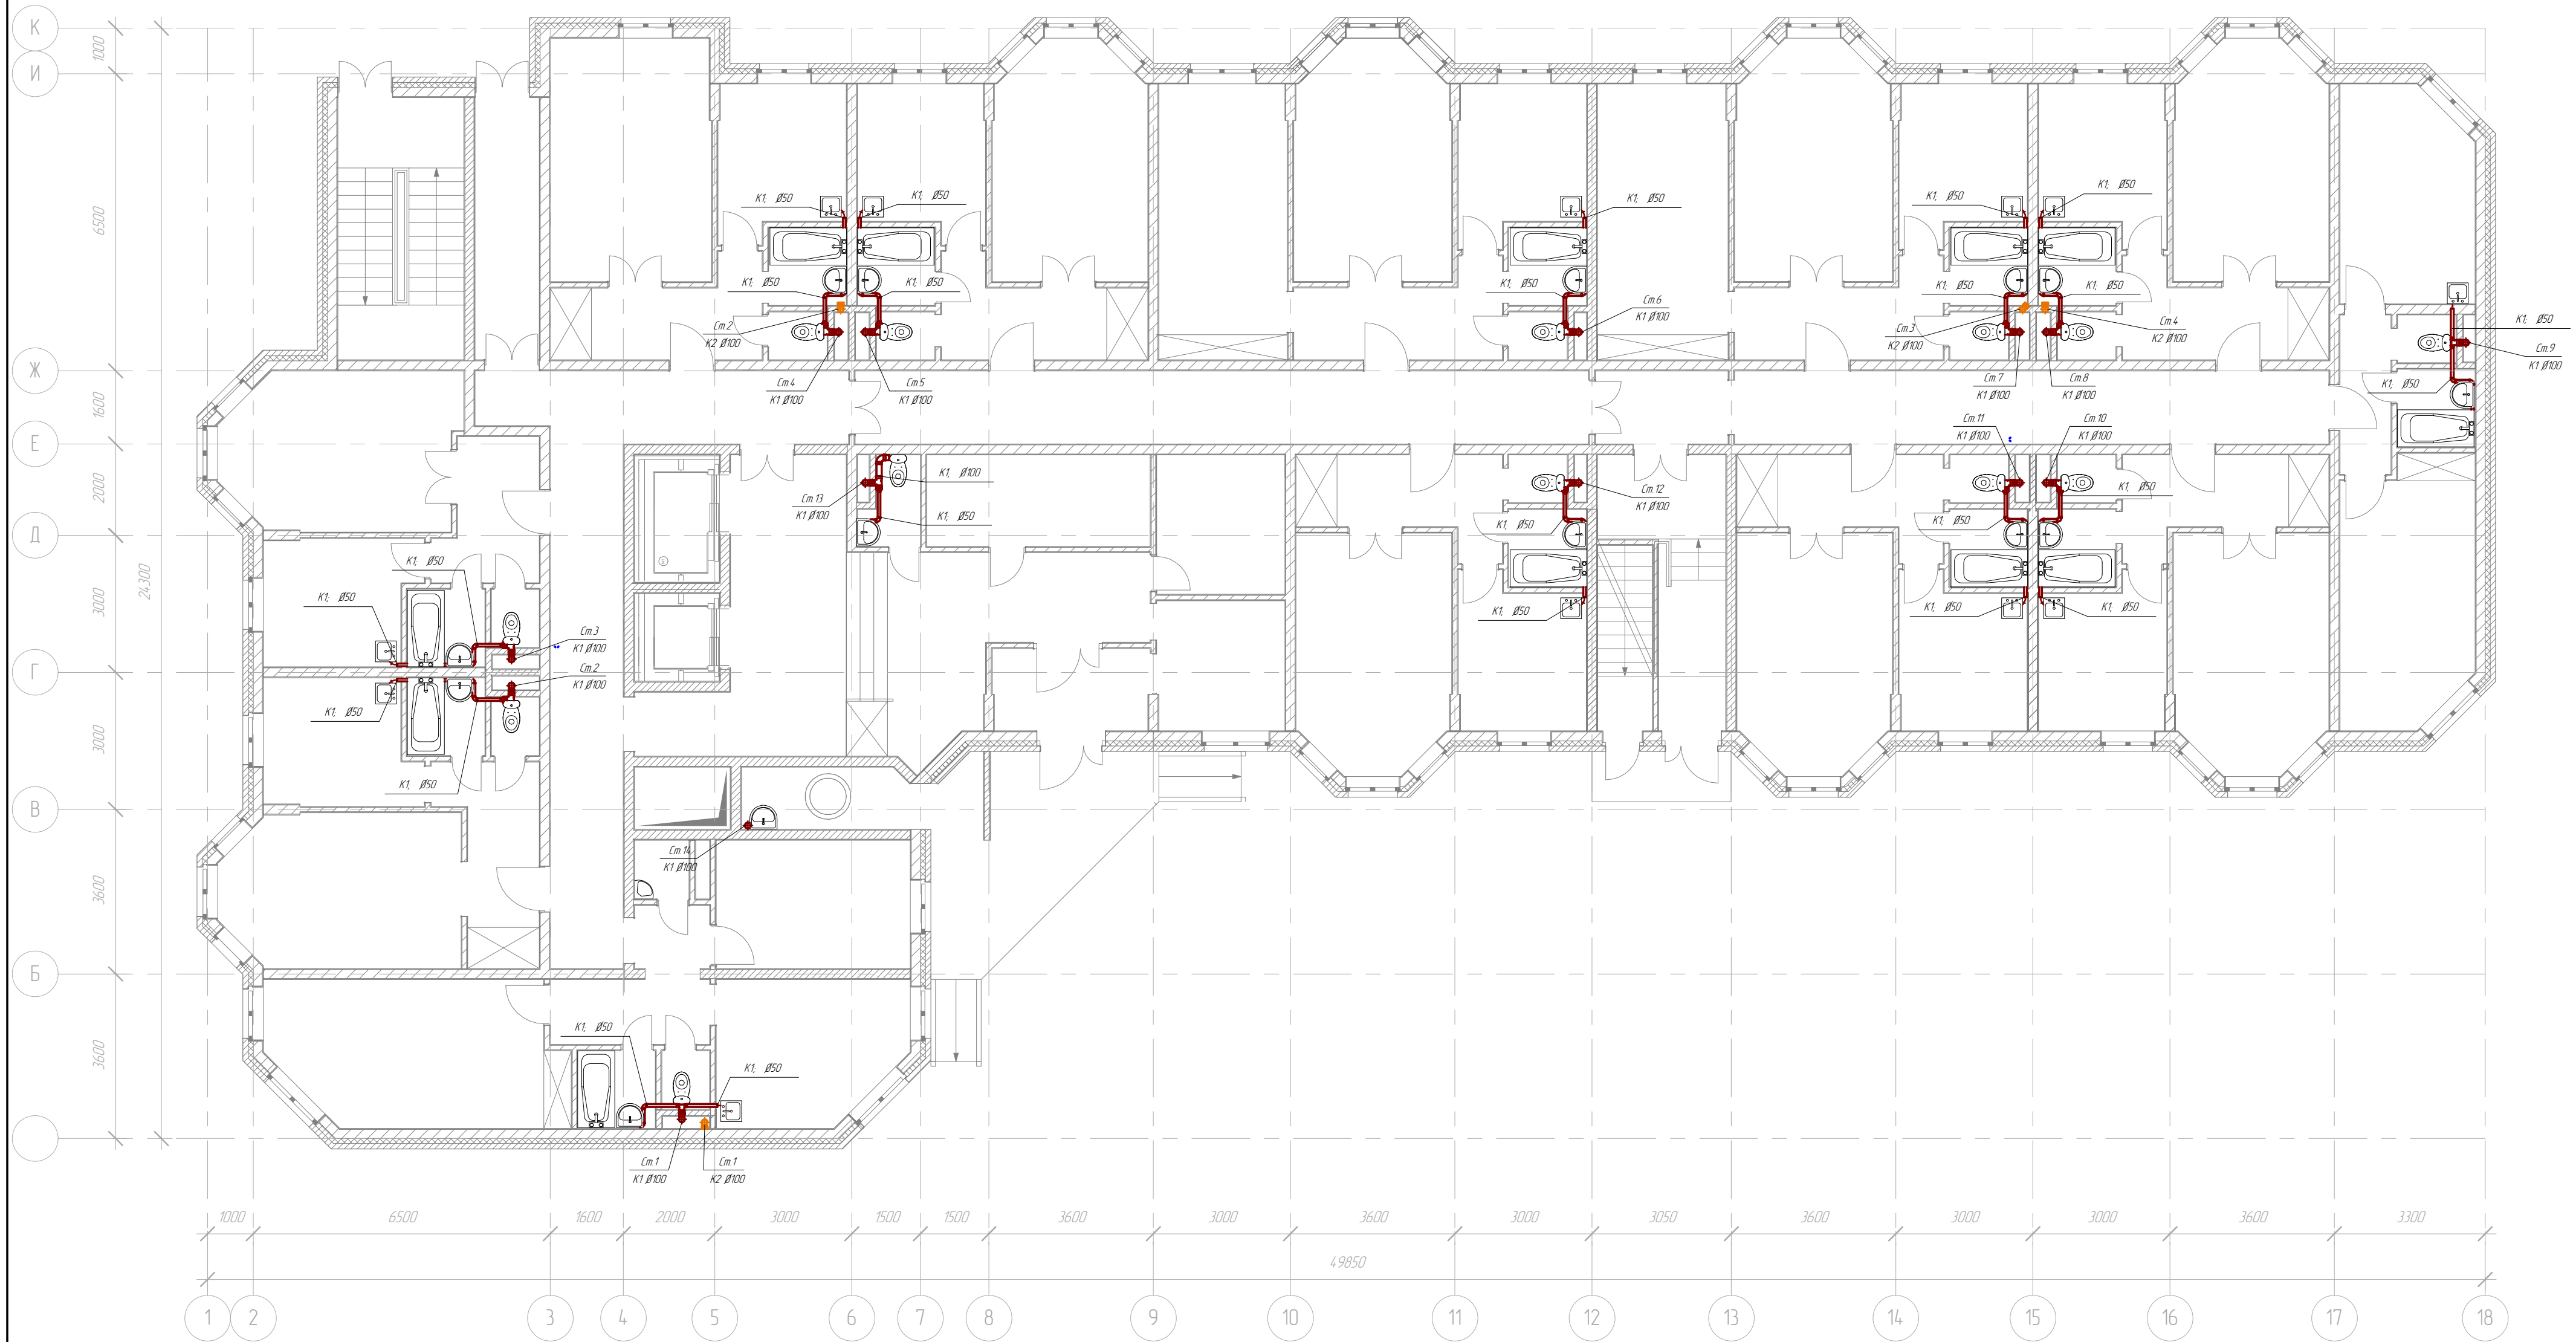 К
И
Ж
Е
Д
Г
В
Б
1000
6500
1600
2000
3000
3000
3600
3600
24300
К1, Ø50
К1, Ø50
К1, Ø50
К1, Ø50
К1, Ø50
К1, Ø50
К1, Ø50
К1, Ø50
К1, Ø50
К1, Ø50
К1, Ø50
К1, Ø50
Ст.2
К2 Ø100
Ст.4
К1 Ø100
Ст.5
К1 Ø100
Ст.6
К1 Ø100
Ст.3
К2 Ø100
Ст.4
К2 Ø100
Ст.7
К1 Ø100
Ст.8
К1 Ø100
Ст.9
К1 Ø100
Ст.11
К1 Ø100
Ст.10
К1 Ø100
К1, Ø100
Ст.13
К1 Ø100
К1, Ø50
Ст.12
К1 Ø100
К1, Ø50
К1, Ø50
К1, Ø50
К1, Ø50
К1, Ø50
К1, Ø50
К1, Ø50
К1, Ø50
Ст.3
К1 Ø100
Ст.2
К1 Ø100
К1, Ø50
К1, Ø50
Ст.14
К1 Ø100
К1, Ø50
К1, Ø50
Ст.1
К1 Ø100
Ст.1
К2 Ø100
1000
6500
1600
2000
3000
1500
1500
3600
3000
3600
3000
3050
3600
3000
3000
3600
3300
49850
1
2
3
4
5
6
7
8
9
10
11
12
13
14
15
16
17
18